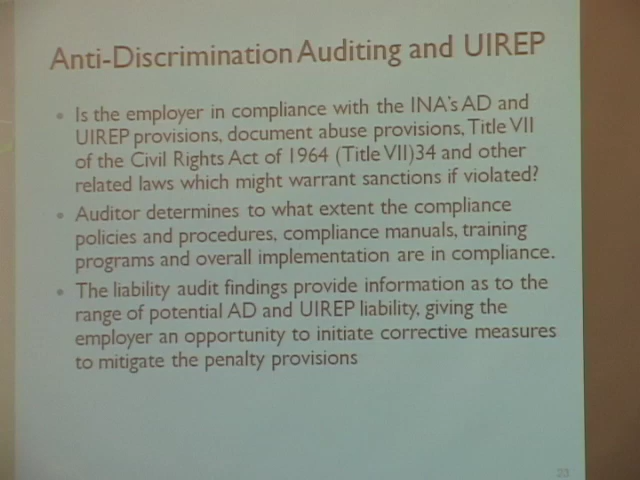 Anti-Discrimination Auditing and UIREP
• Is the employer in compliance with the INA's AD and
UIREP provisions, document abuse provisions, Title VII
of the Civil Rights Act of 1964 (Title VII)34 and other
related laws which might warrant sanctions if violated?
• Auditor determines to what extent the compliance
policies and procedures, compliance manuals, training
programs and overall implementation are in compliance.
• The liability audit findings provide information as to the
range of potential AD and UIREP liability, giving the
employer an opportunity to initiate corrective measures
to mitigate the penalty provisions
23